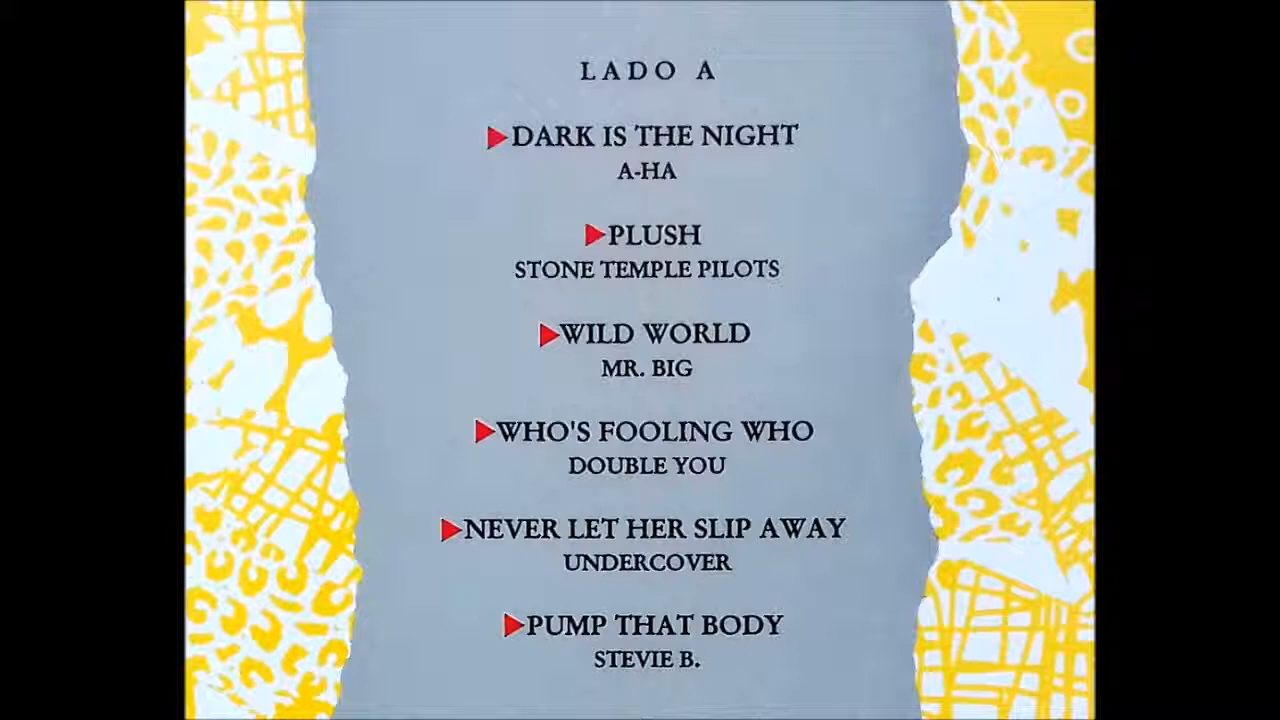 LADO A
DARK IS THE NIGHT
A-HA
PLUSH
STONE TEMPLE PILOTS
WILD WORLD
MR. BIG
WHO'S FOOLING WHO
DOUBLE YOU
NEVER LET HER SLIP AWAY
UNDERCOVER
PUMP THAT BODY
STEVIE B.